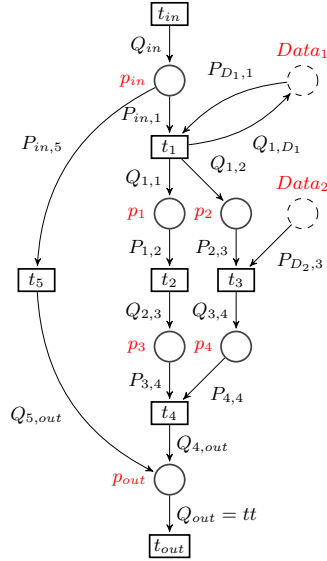 t_in
Q_in
Data_1
p_in
P_{D_1,1}
P_{in,1}
P_{in,5}
t_1
Q_{1,D_1}
Q_{1,1}
Q_{1,2}
Data_2
p_1
p_2
P_{1,2}
P_{2,3}
P_{D_2,3}
t_5
t_2
t_3
Q_{2,3}
Q_{3,4}
p_3
p_4
P_{3,4}
P_{4,4}
t_4
Q_{5,out}
Q_{4,out}
p_out
Q_out = tt
t_out